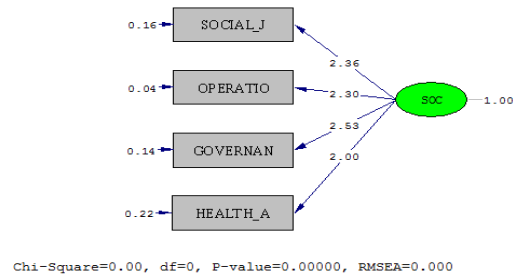 0.16 SOCIAL_J
2.36
0.04 OPERATIO 2.30 SOC 1.00
2.53
0.14 GOVERNAN
2.00
0.22 HEALTH_A
Chi-Square=0.00, df=0, P-value=0.00000, RMSEA=0.000